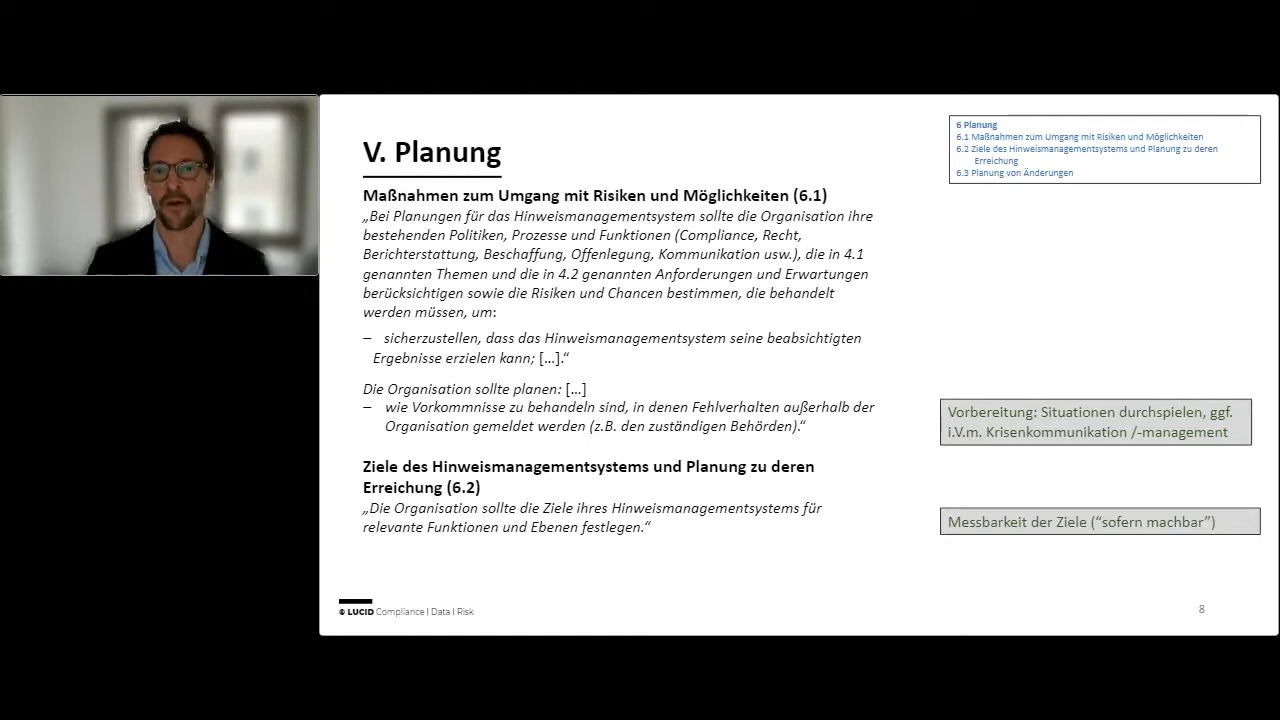 V. Planung
Maßnahmen zum Umgang mit Risiken und Möglichkeiten (6.1)
„Bei Planungen für das Hinweismanagementsystem sollte die Organisation ihre
bestehenden Politiken, Prozesse und Funktionen (Compliance, Recht,
Berichterstattung, Beschaffung, Offenlegung, Kommunikation usw.), die in 4.1
genannten Themen und die in 4.2 genannten Anforderungen und Erwartungen
berücksichtigen sowie die Risiken und Chancen bestimmen, die behandelt
werden müssen, um:
– sicherzustellen, dass das Hinweismanagementsystem seine beabsichtigten
Ergebnisse erzielen kann; [...].“
Die Organisation sollte planen: [...]
– wie Vorkommnisse zu behandeln sind, in denen Fehlverhalten außerhalb der
Organisation gemeldet werden (z.B. den zuständigen Behörden).“
Ziele des Hinweismanagementsystems und Planung zu deren
Erreichung (6.2)
„Die Organisation sollte die Ziele ihres Hinweismanagementsystems für
relevante Funktionen und Ebenen festlegen.“
6 Planung
6.1 Maßnahmen zum Umgang mit Risiken und Möglichkeiten
6.2 Ziele des Hinweismanagementsystems und Planung zu deren
Erreichung
6.3 Planung von Änderungen
Vorbereitung: Situationen durchspielen, ggf.
i.V.m. Krisenkommunikation /-management
Messbarkeit der Ziele (“sofern machbar”)
© LUCID Compliance I Data I Risk
8